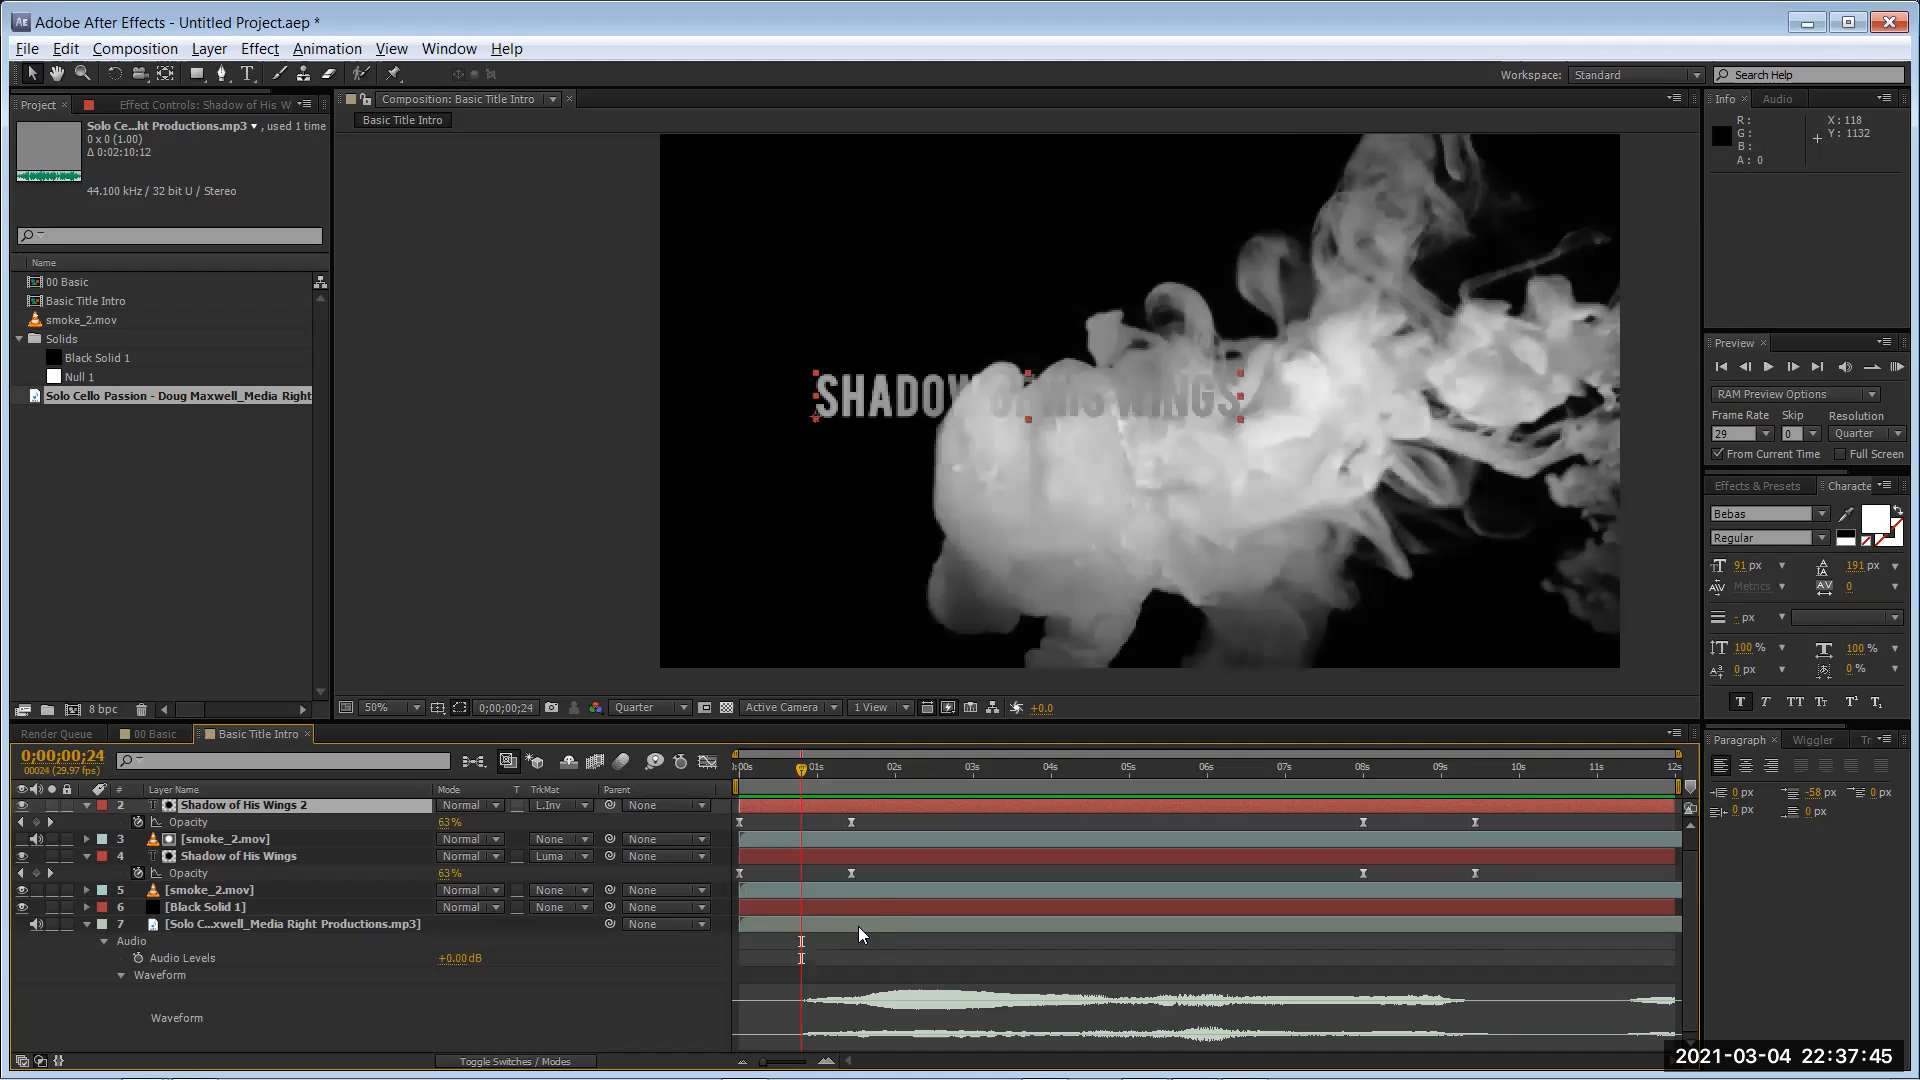 Adobe After Effects - Untitled Project.aep *
File Edit Composition Layer Effect Animation View Window Help
Workspace: Standard Search Help
Project Effect Controls: Shadow of His W
Solo Ce...ht Productions.mp3 , used 1 time
0 x 0 (1.00)
Δ 0:02:10:12
44.100 kHz / 32 bit U / Stereo
Name
00 Basic
Basic Title Intro
smoke_2.mov
Solids
Black Solid 1
Null 1
Solo Cello Passion - Doug Maxwell_Media Right
8 bpc
Composition: Basic Title Intro
Basic Title Intro
SHADOW OF HIS WINGS
50% 0;00;00;24 Quarter Active Camera 1 View +0.0
Info Audio
R : X : 118
G : Y : 1132
B :
A : 0
Preview
RAM Preview Options
Frame Rate Skip Resolution
29 0 Quarter
From Current Time Full Screen
Effects & Presets Characte
Bebas
Regular
91 px 191 px
Metrics 0
- px
100 % 100 %
0 px 0 %
T T TT Tt T¹ T₁
Paragraph Wiggler Tr
0 px -58 px 0 px
0 px 0 px
Render Queue 00 Basic Basic Title Intro
0;00;00;24
00024 (29.97 fps)
:00s 01s 02s 03s 04s 05s 06s 07s 08s 09s 10s 11s 12s
# Layer Name Mode T TrkMat Parent
2 Shadow of His Wings 2 Normal L.Inv None
Opacity 63%
3 [smoke_2.mov] Normal None None
4 Shadow of His Wings Normal Luma None
Opacity 63%
5 [smoke_2.mov] Normal None None
6 [Black Solid 1] Normal None None
7 [Solo C...xwell_Media Right Productions.mp3] None
Audio
Audio Levels +0.00dB
Waveform
Waveform
Toggle Switches / Modes
2021-03-04 22:37:45